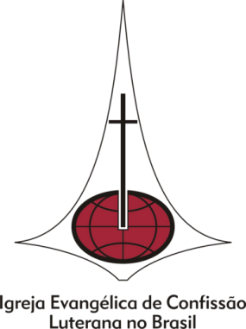 Igreja Evangélica de Confissão
Luterana no Brasil